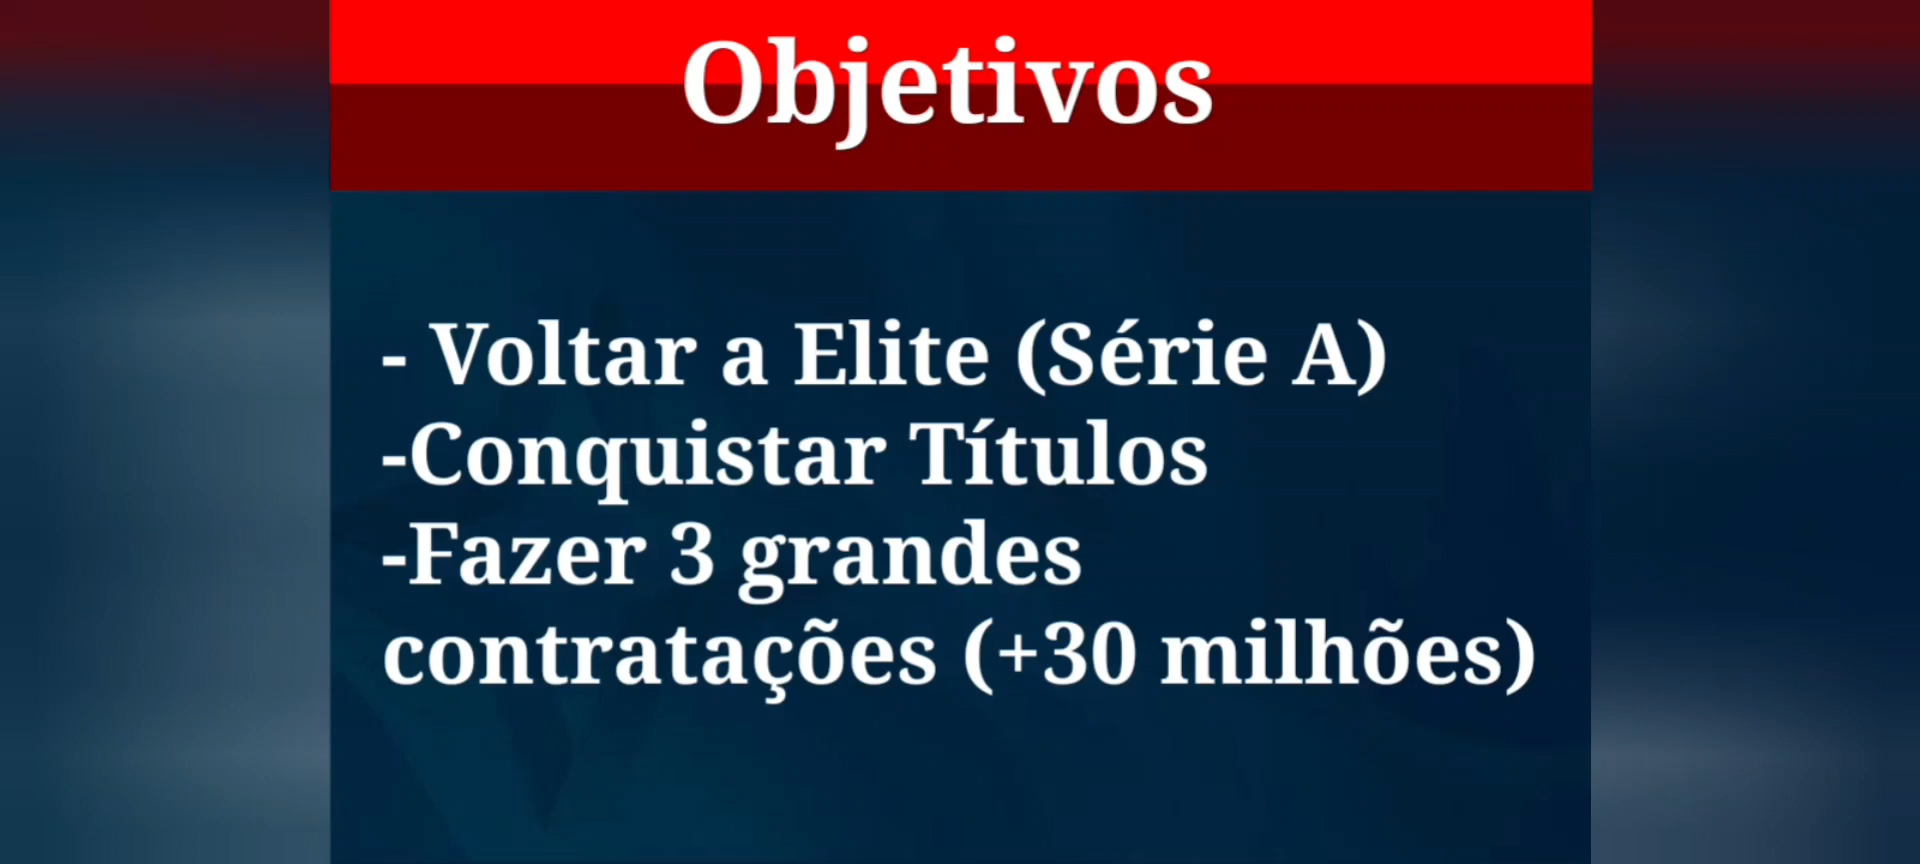 Objetivos
- Voltar a Elite (Série A)
-Conquistar Títulos
-Fazer 3 grandes
contratações (+30 milhões)